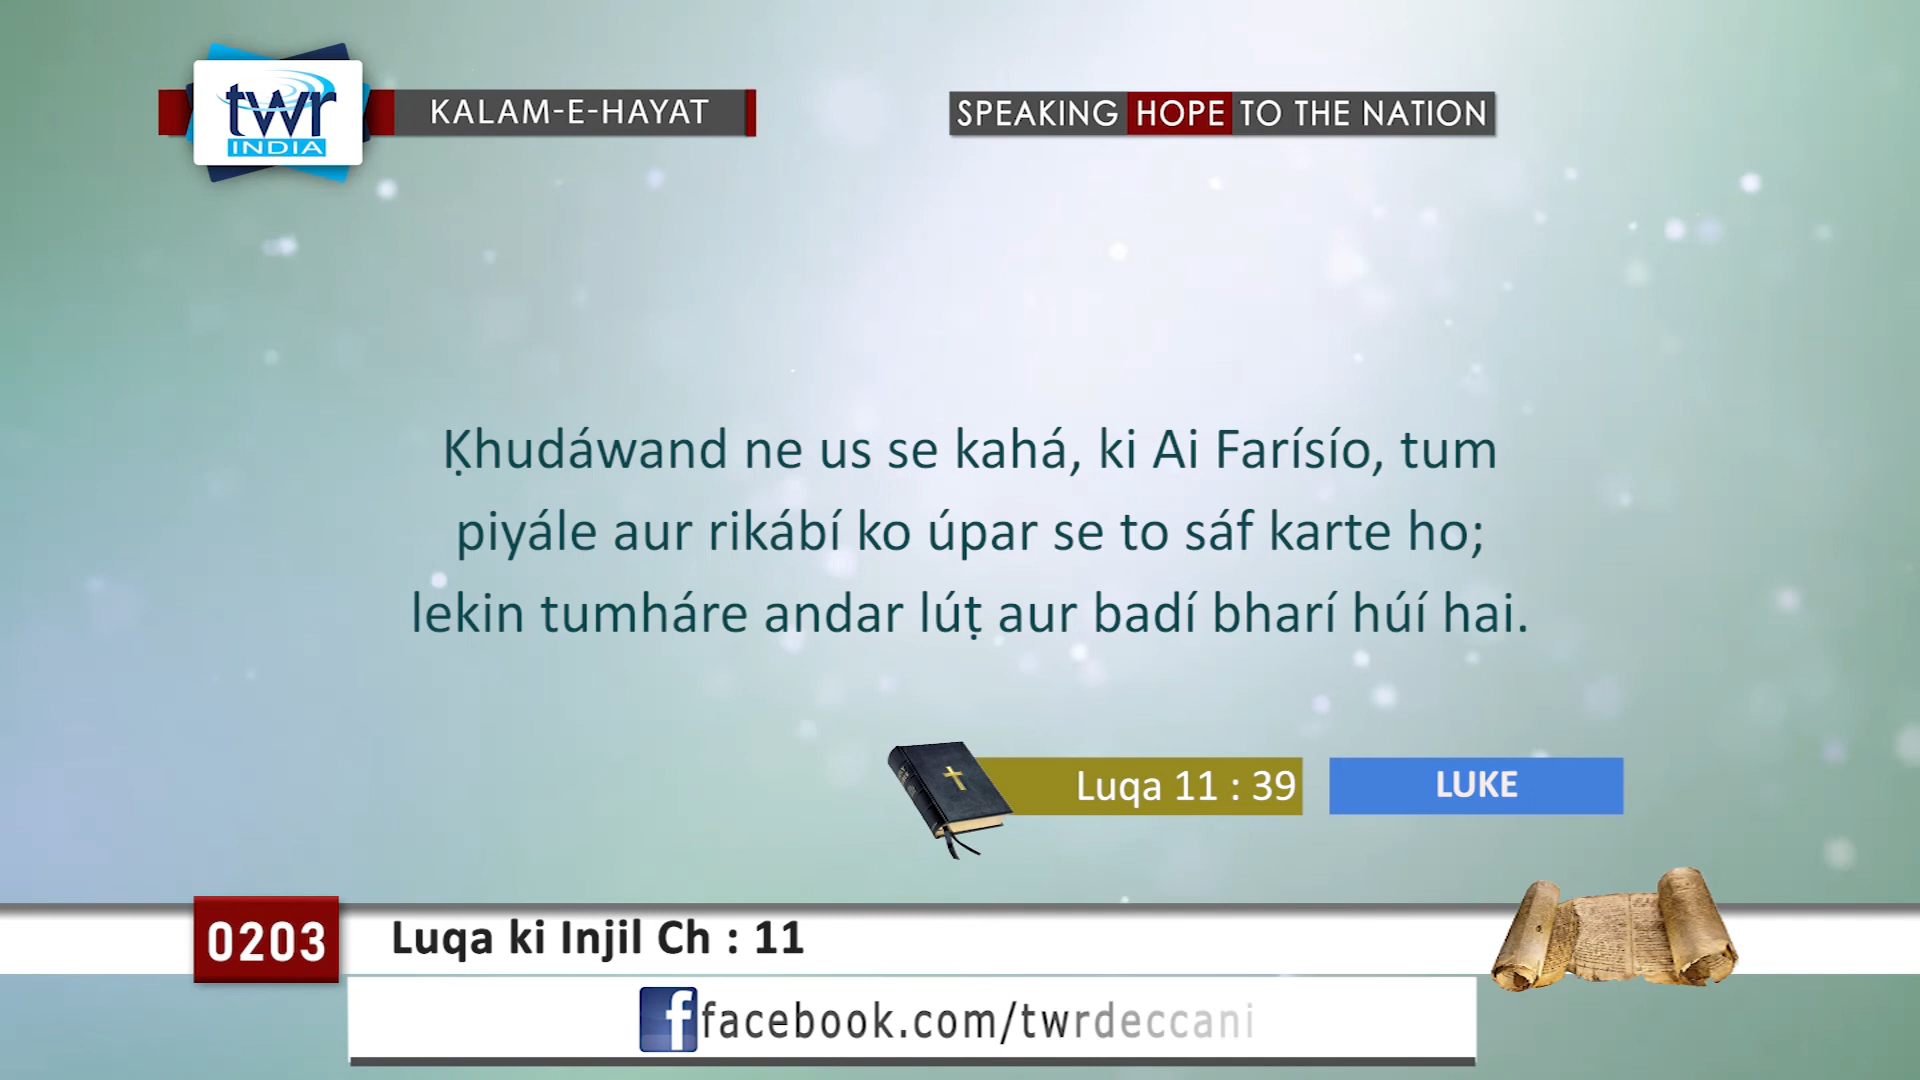 twr
INDIA
KALAM-E-HAYAT
SPEAKING HOPE TO THE NATION
Ḳhudáwand ne us se kahá, ki Ai Farísío, tum
piyále aur rikábí ko úpar se to sáf karte ho;
lekin tumháre andar lúṭ aur badí bharí húí hai.
Luqa 11 : 39
LUKE
0203
Luqa ki Injil Ch : 11
facebook.com/twrdeccani